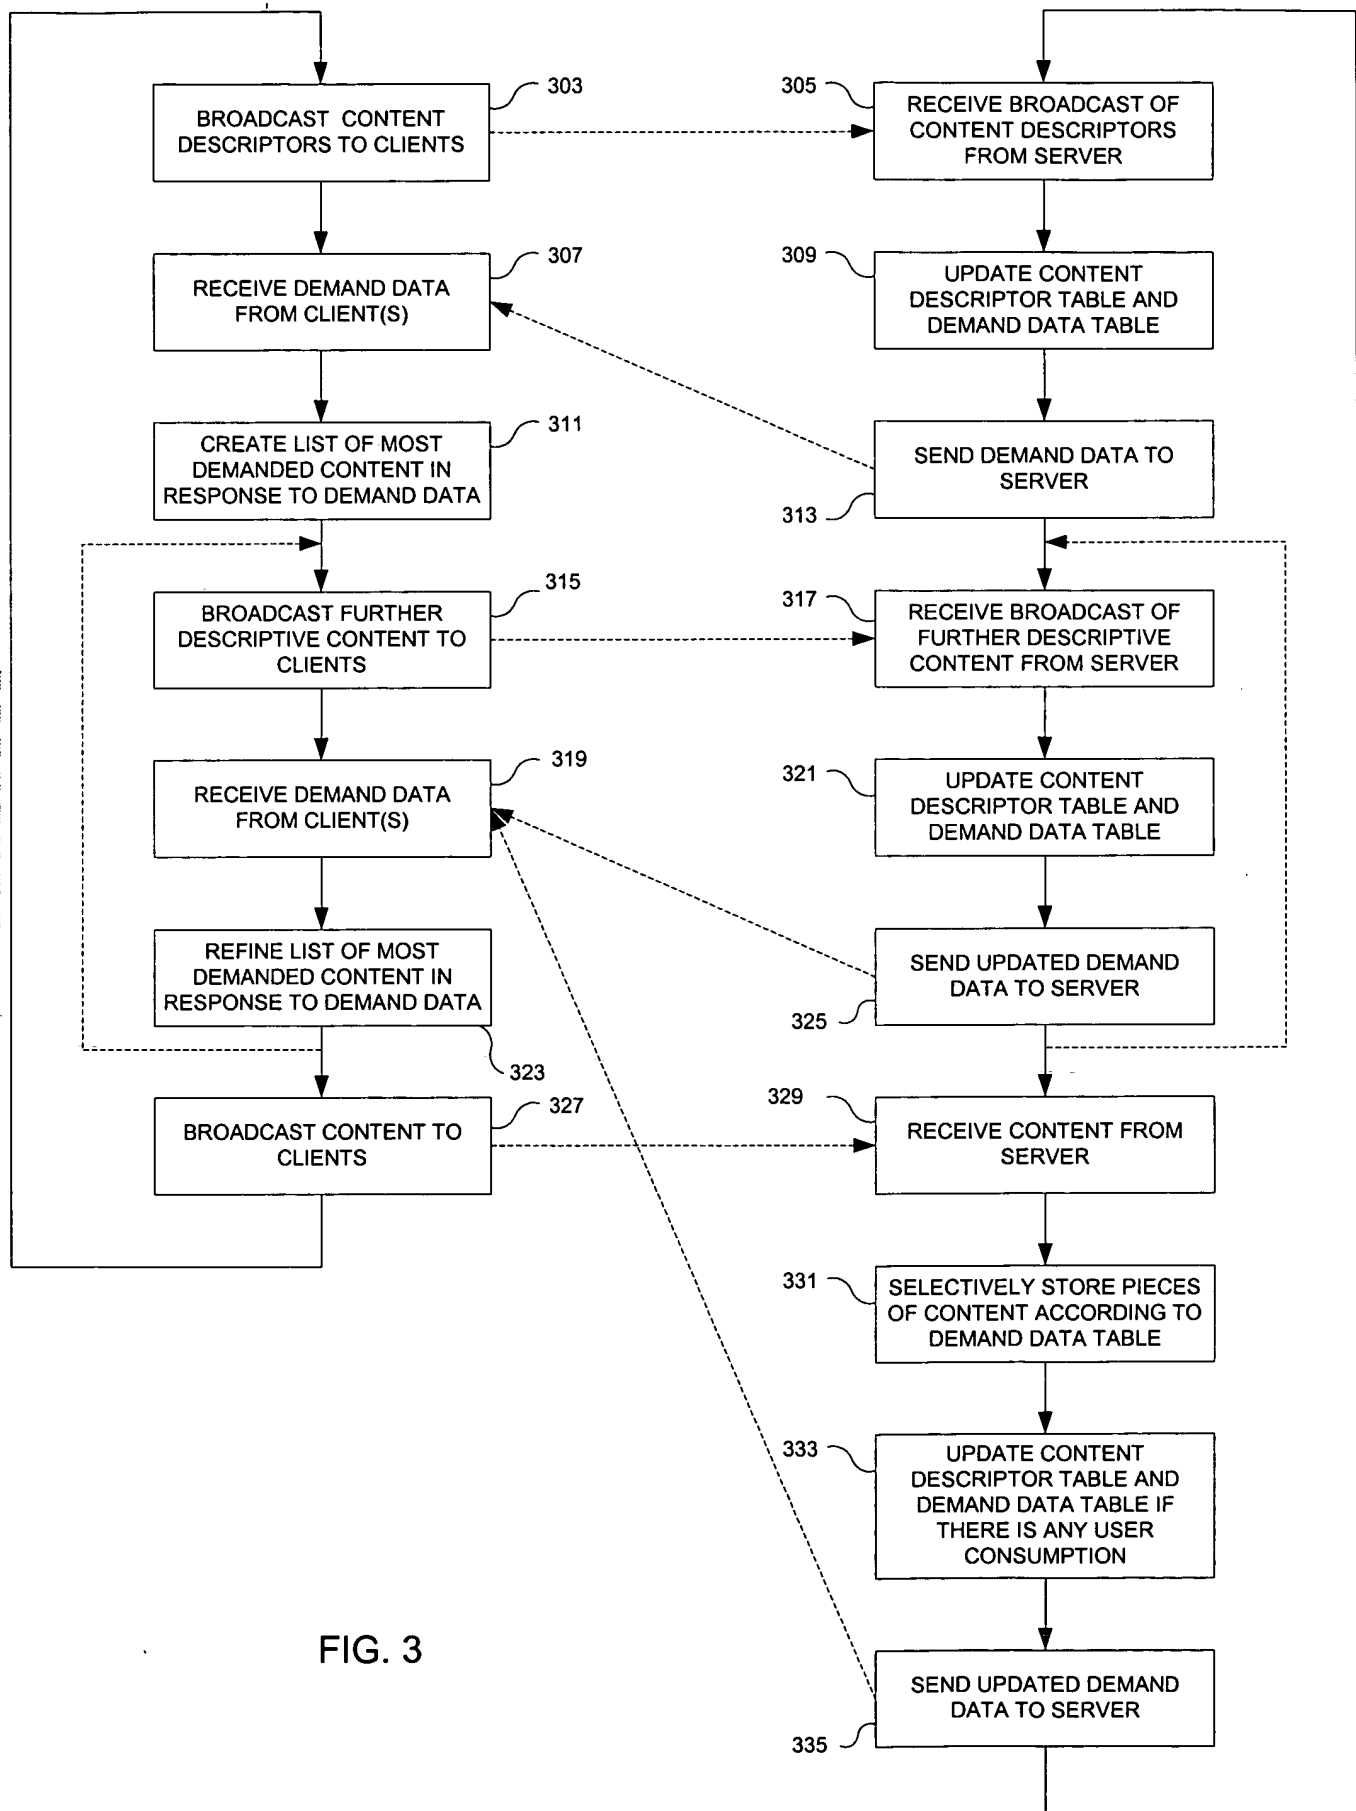 303
BROADCAST CONTENT
DESCRIPTORS TO CLIENTS
305
RECEIVE BROADCAST OF
CONTENT DESCRIPTORS
FROM SERVER
307
RECEIVE DEMAND DATA
FROM CLIENT(S)
309
UPDATE CONTENT
DESCRIPTOR TABLE AND
DEMAND DATA TABLE
311
CREATE LIST OF MOST
DEMANDED CONTENT IN
RESPONSE TO DEMAND DATA
SEND DEMAND DATA TO
SERVER
313
315
BROADCAST FURTHER
DESCRIPTIVE CONTENT TO
CLIENTS
317
RECEIVE BROADCAST OF
FURTHER DESCRIPTIVE
CONTENT FROM SERVER
319
RECEIVE DEMAND DATA
FROM CLIENT(S)
321
UPDATE CONTENT
DESCRIPTOR TABLE AND
DEMAND DATA TABLE
REFINE LIST OF MOST
DEMANDED CONTENT IN
RESPONSE TO DEMAND DATA
323
SEND UPDATED DEMAND
DATA TO SERVER
325
327
BROADCAST CONTENT TO
CLIENTS
329
RECEIVE CONTENT FROM
SERVER
331
SELECTIVELY STORE PIECES
OF CONTENT ACCORDING TO
DEMAND DATA TABLE
333
UPDATE CONTENT
DESCRIPTOR TABLE AND
DEMAND DATA TABLE IF
THERE IS ANY USER
CONSUMPTION
SEND UPDATED DEMAND
DATA TO SERVER
335
FIG. 3